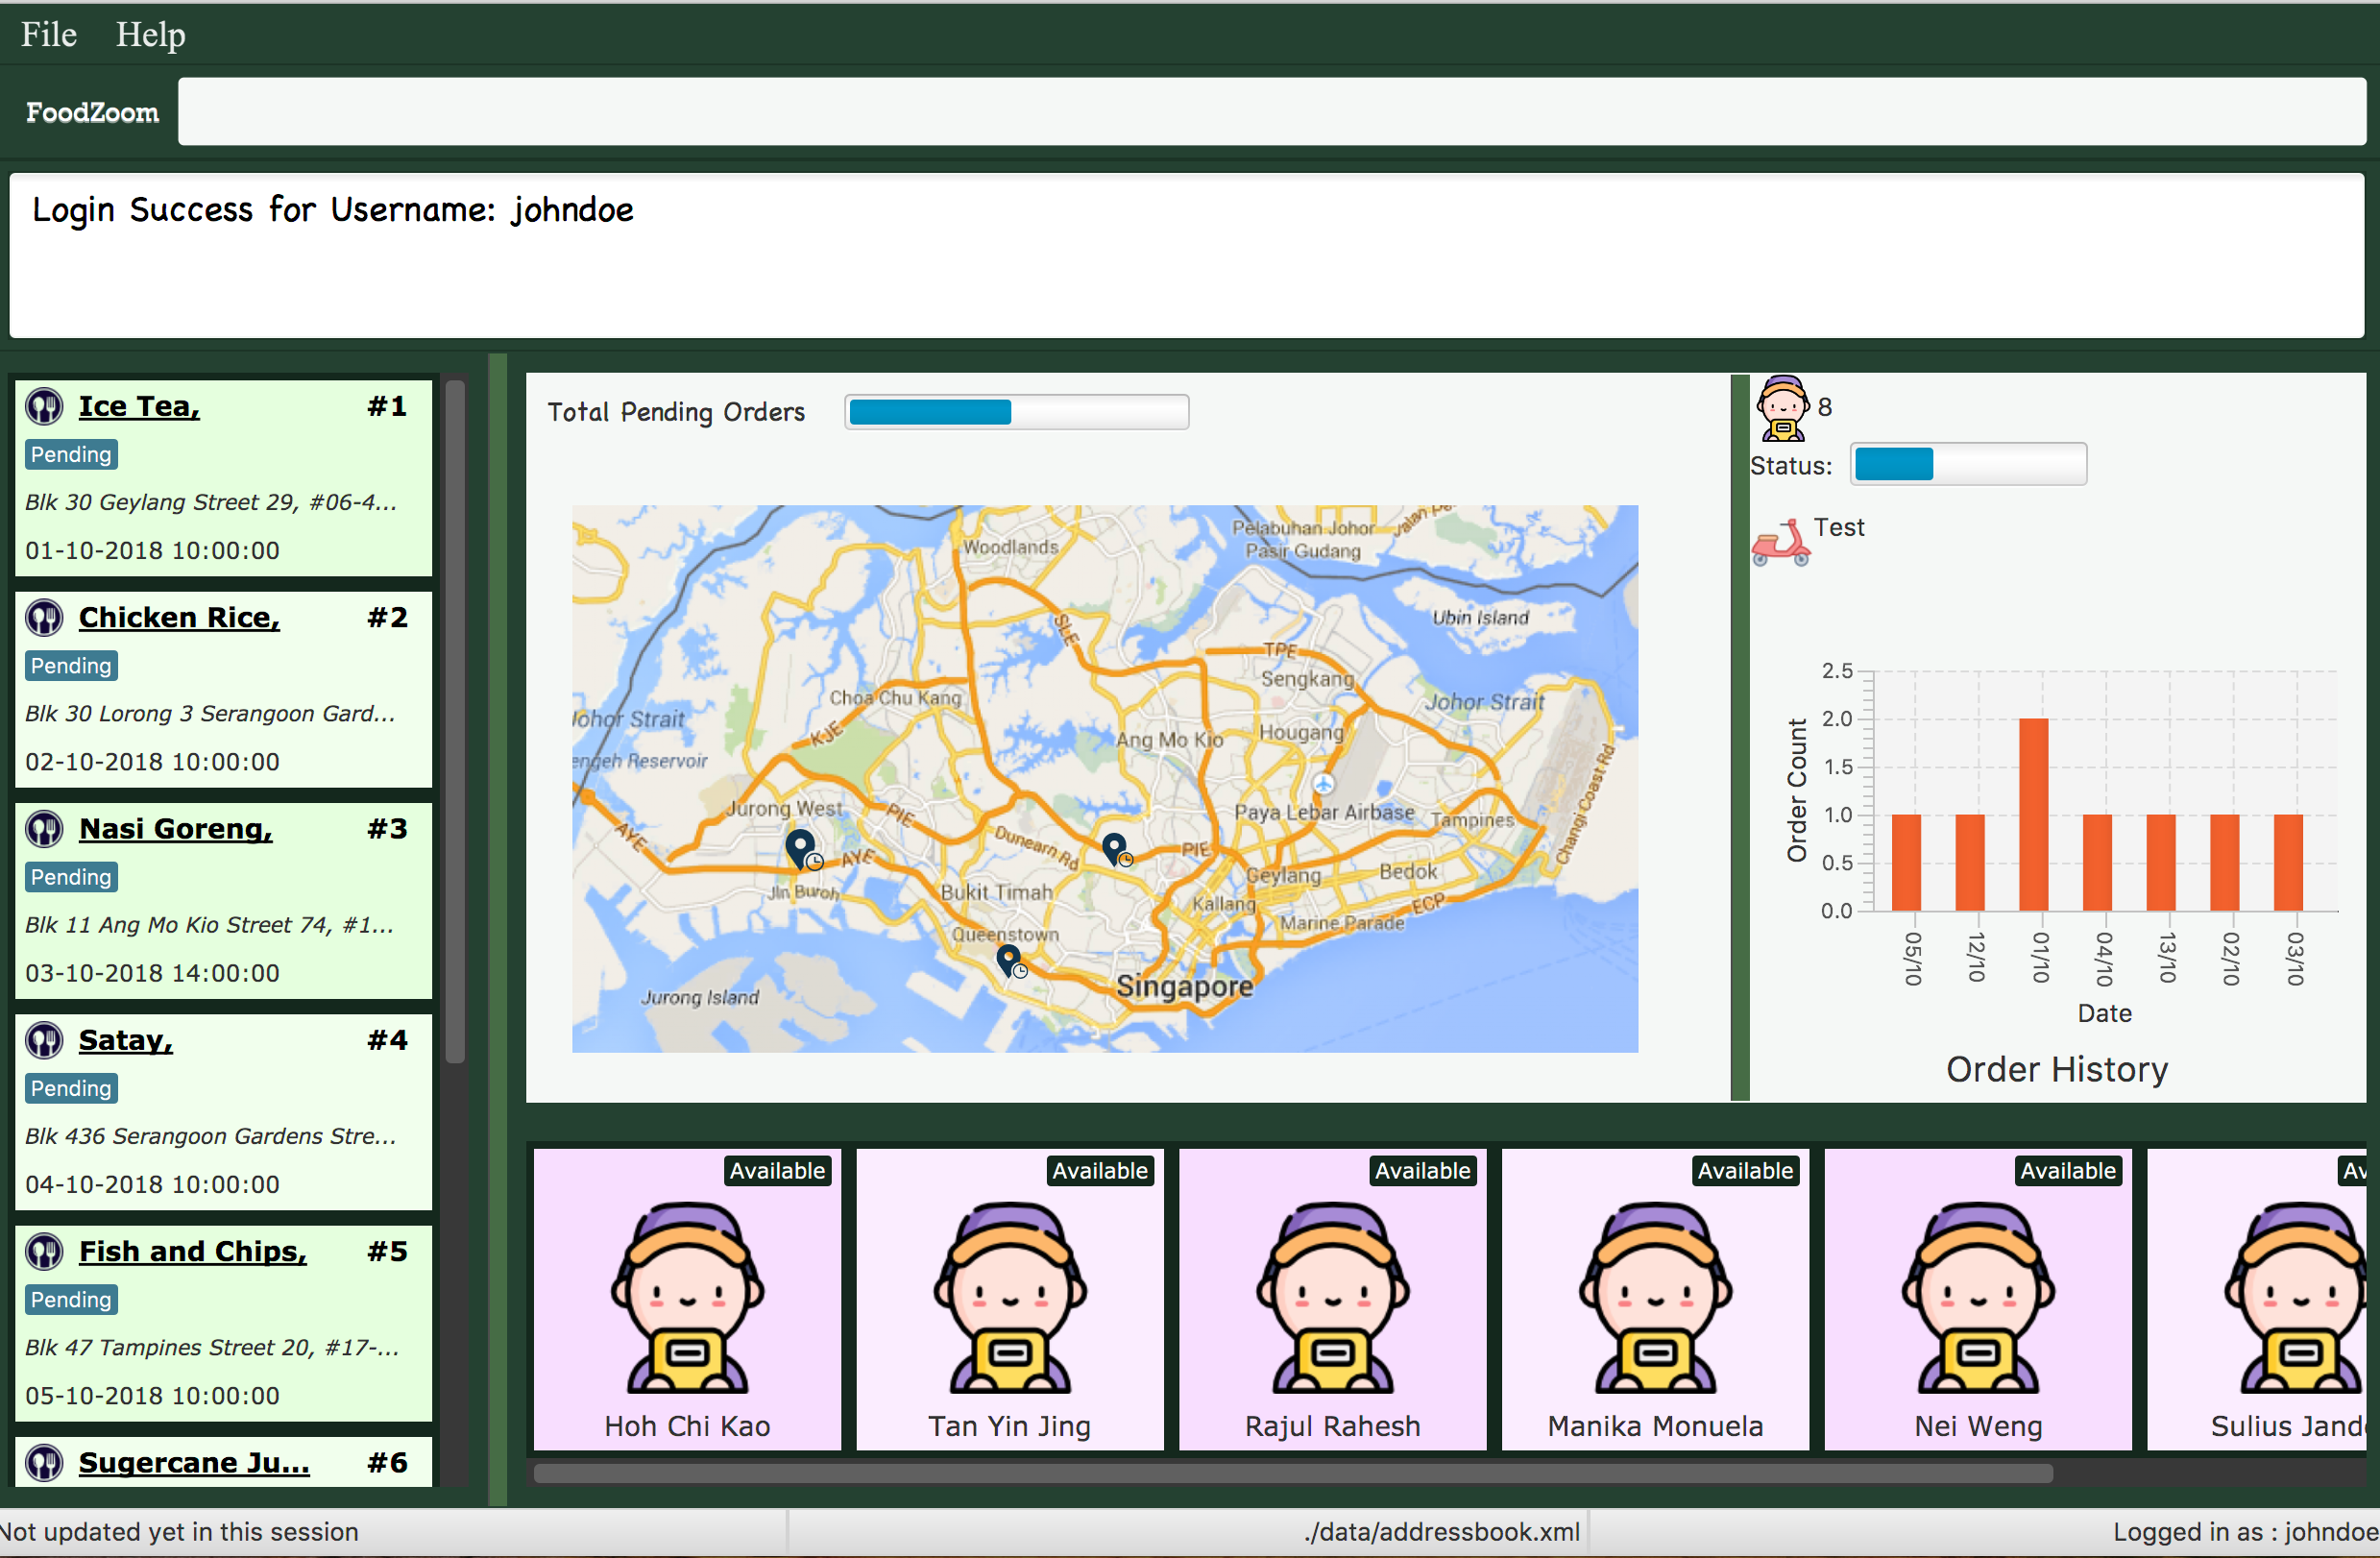 File Help
FoodZoom
Login Success for Username: johndoe
Ice Tea, #1
Pending
Blk 30 Geylang Street 29, #06-4...
01-10-2018 10:00:00
Chicken Rice, #2
Pending
Blk 30 Lorong 3 Serangoon Gard...
02-10-2018 10:00:00
Nasi Goreng, #3
Pending
Blk 11 Ang Mo Kio Street 74, #1...
03-10-2018 14:00:00
Satay, #4
Pending
Blk 436 Serangoon Gardens Stre...
04-10-2018 10:00:00
Fish and Chips, #5
Pending
Blk 47 Tampines Street 20, #17-...
05-10-2018 10:00:00
Sugercane Ju... #6
Total Pending Orders
Woodlands
Pelabuhan Johor
Pasir Gudang
Jalan
Ubin Island
SLE
TPE
Sengkang
Choa Chu Kang
Johor Strait
Johor Strait
KJE
Ang Mo Kio
Hougang
engeh Reservoir
Changi Coast Rd
Jurong West
PIE
Paya Lebar Airbase
Tampines
AYE
Dunearn Rd
AYE
PIE
Geylang
Bedok
Jln Buroh
Bukit Timah
Kallang
ECP
Marine Parade
Queenstown
Singapore
Jurong Island
8
Status:
Test
2.5
2.0
1.5
1.0
0.5
0.0
Order Count
05/10
12/10
01/10
04/10
13/10
02/10
03/10
Date
Order History
Available
Hoh Chi Kao
Available
Tan Yin Jing
Available
Rajul Rahesh
Available
Manika Monuela
Available
Nei Weng
Av
Sulius Jand
Not updated yet in this session
./data/addressbook.xml
Logged in as : johndoe